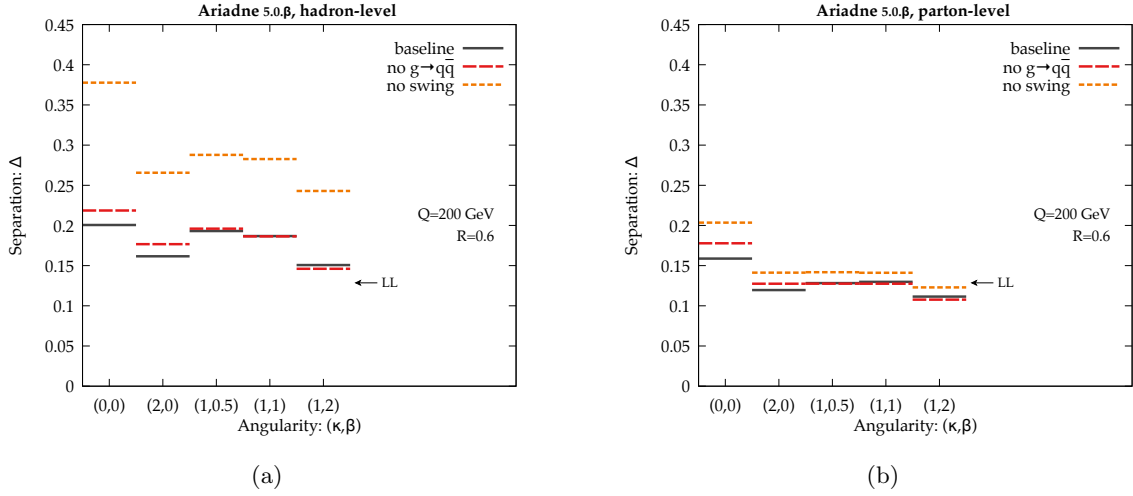 Ariadne 5.0.β, hadron-level
0.45
0.4
0.35
0.3
0.25
0.2
0.15
0.1
0.05
0
Separation: Δ
baseline
no g→qq̅
no swing
Q=200 GeV
R=0.6
LL
(0,0) (2,0) (1,0.5) (1,1) (1,2)
Angularity: (κ,β)
(a)
Ariadne 5.0.β, parton-level
0.45
0.4
0.35
0.3
0.25
0.2
0.15
0.1
0.05
0
Separation: Δ
baseline
no g→qq̅
no swing
Q=200 GeV
R=0.6
LL
(0,0) (2,0) (1,0.5) (1,1) (1,2)
Angularity: (κ,β)
(b)